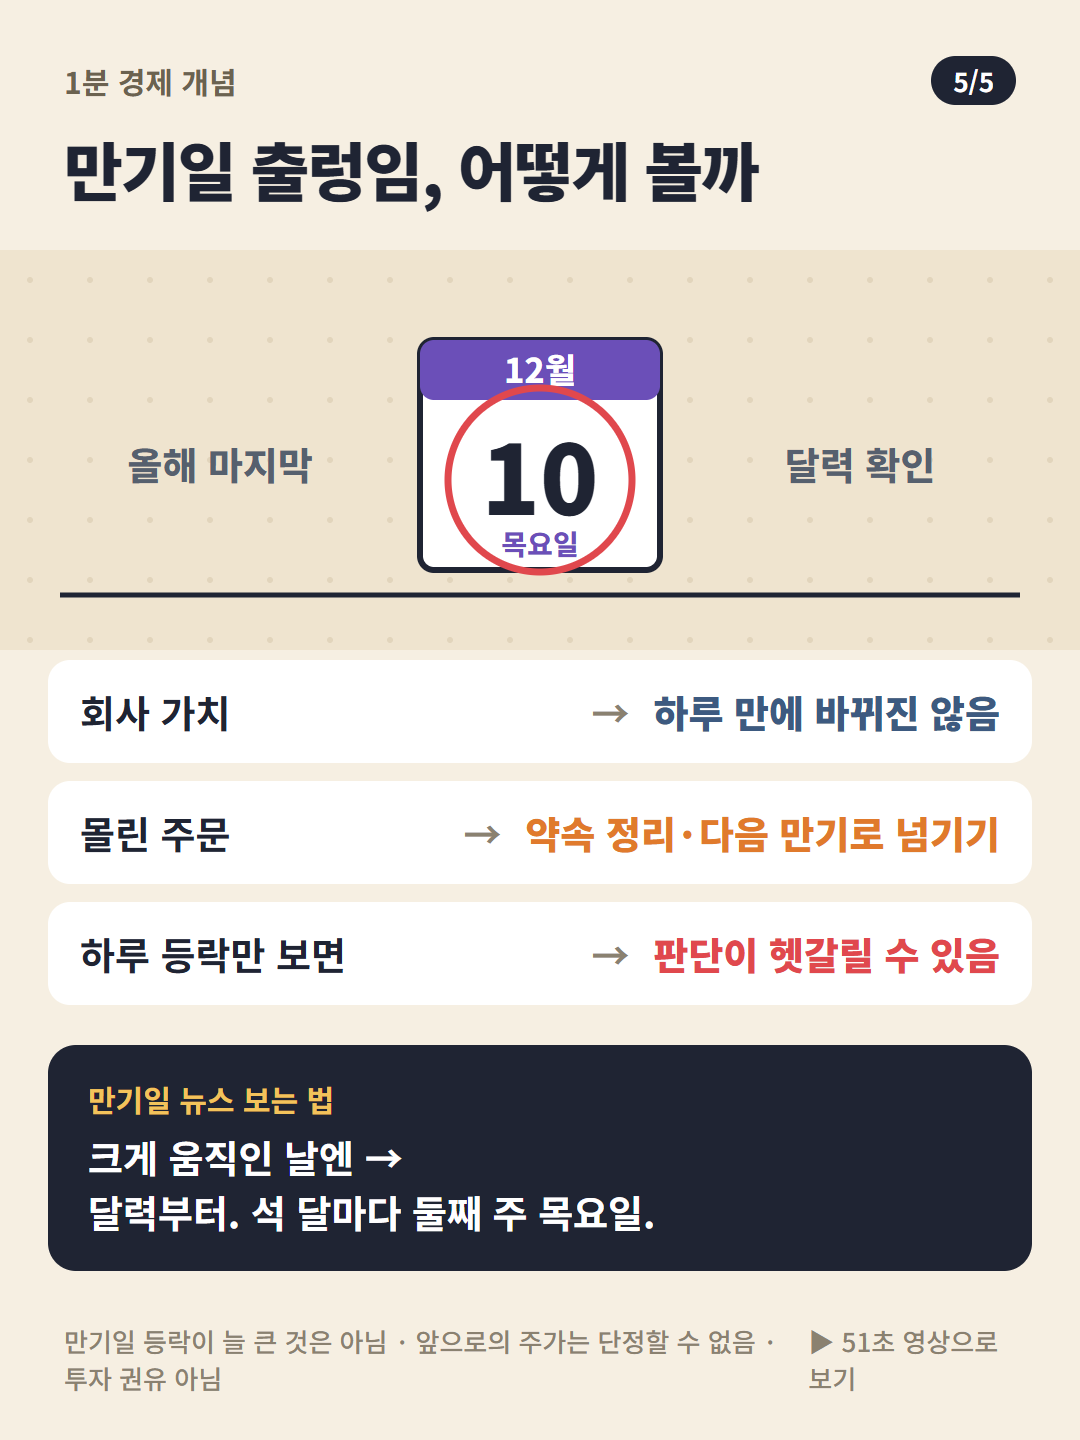 1분 경제 개념
5/5
만기일 출렁임, 어떻게 볼까
12월
올해 마지막
10
달력 확인
목요일
회사 가치 → 하루 만에 바뀌진 않음
몰린 주문 → 약속 정리·다음 만기로 넘기기
하루 등락만 보면 → 판단이 헷갈릴 수 있음
만기일 뉴스 보는 법
크게 움직인 날엔 →
달력부터. 석 달마다 둘째 주 목요일.
만기일 등락이 늘 큰 것은 아님 · 앞으로의 주가는 단정할 수 없음 ·
투자 권유 아님
▶ 51초 영상으로
보기